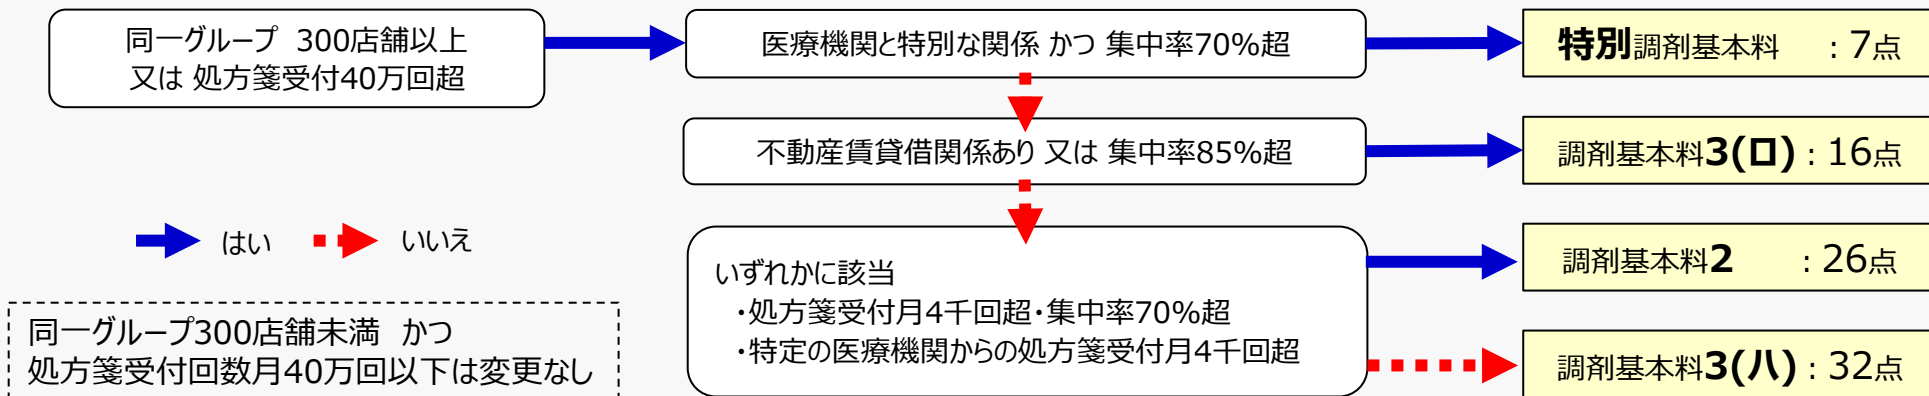 同一グループ 300店舗以上
又は 処方箋受付40万回超
医療機関と特別な関係 かつ 集中率70%超
特別調剤基本料 : 7点
不動産賃貸借関係あり 又は 集中率85%超
調剤基本料3(ロ) : 16点
はい
いいえ
いずれかに該当
・処方箋受付月4千回超・集中率70%超
・特定の医療機関からの処方箋受付月4千回超
調剤基本料2 : 26点
調剤基本料3(ハ) : 32点
同一グループ300店舗未満 かつ
処方箋受付回数月40万回以下は変更なし